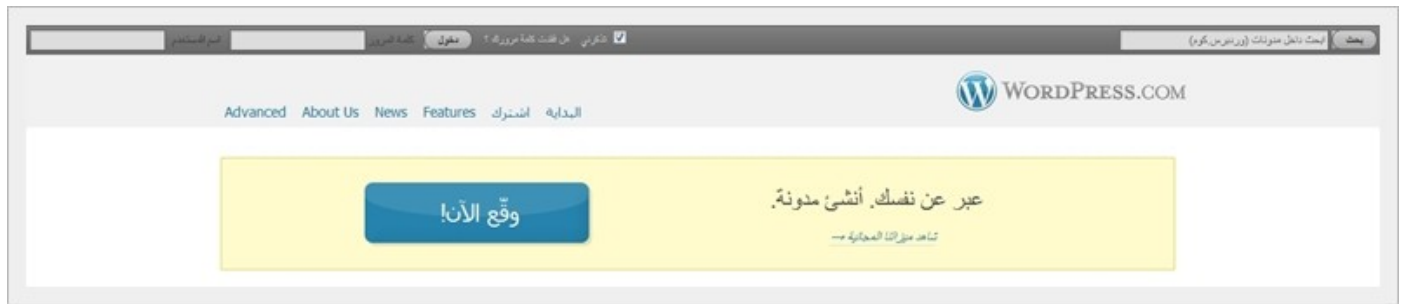 بحث ابحث داخل مدونات (وردبرس.كوم) تذكرني هل فقدت كلمة مرورك ؟ دخول كلمة المرور اسم المستخدم
WORDPRESS.COM
البداية اشترك Features News About Us Advanced
عبر عن نفسك. أنشئ مدونة.
وقّع الآن!
شاهد ميزاتنا المجانية →